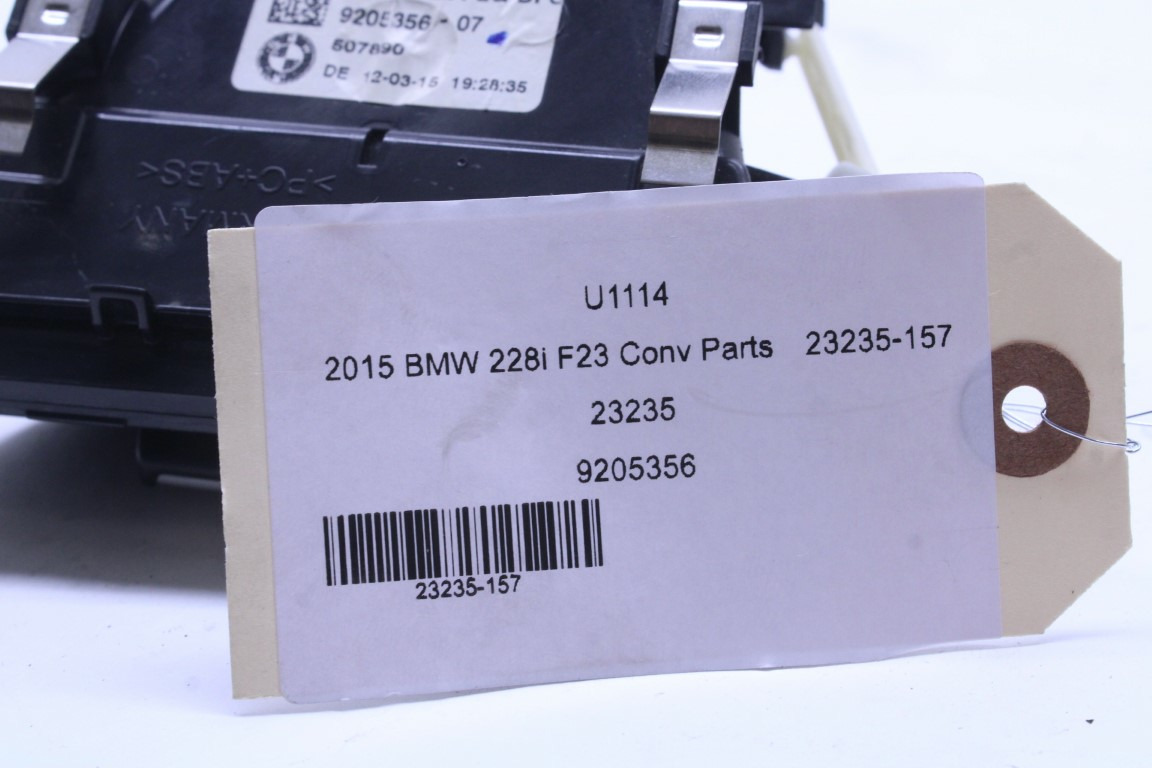 9205356 - 07
507890
DE 12-03-15 19:28:35
>PC+ABS<
U1114
2015 BMW 228i F23 Conv Parts 23235-157
23235
9205356
23235-157